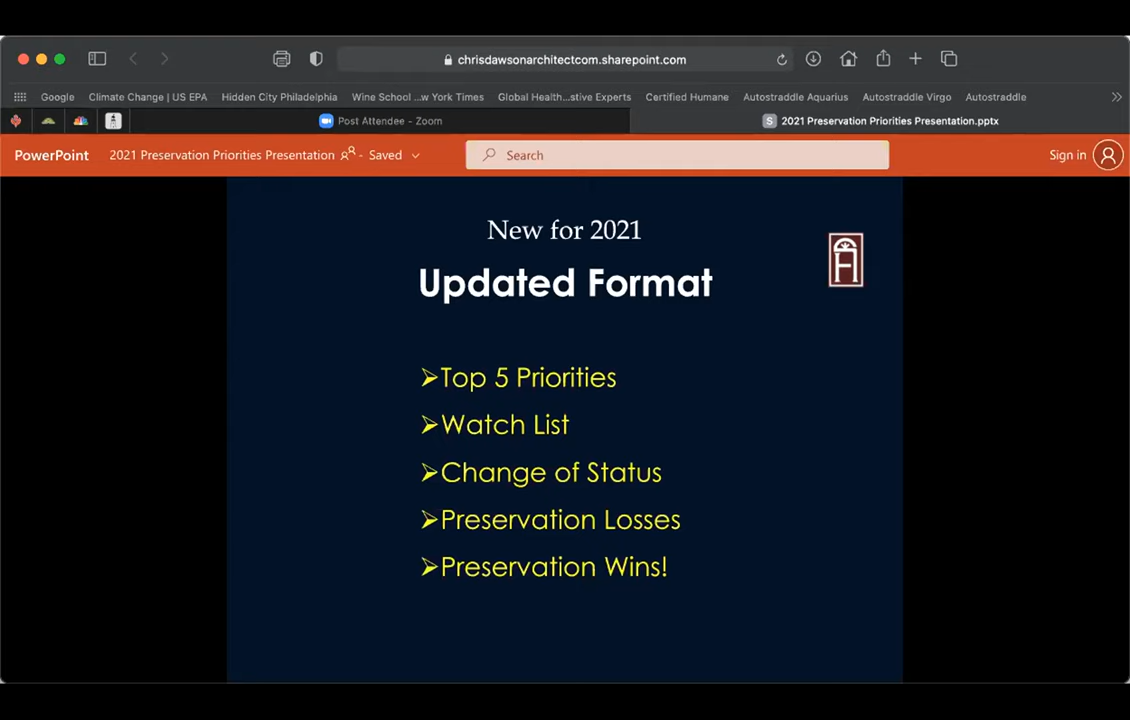 chrisdawsonarchitectcom.sharepoint.com
Google Climate Change | US EPA Hidden City Philadelphia Wine School ...w York Times Global Health...stive Experts Certified Humane Autostraddle Aquarius Autostraddle Virgo Autostraddle
Post Attendee - Zoom S 2021 Preservation Priorities Presentation.pptx
PowerPoint 2021 Preservation Priorities Presentation - Saved Search Sign in
New for 2021
Updated Format
Top 5 Priorities
Watch List
Change of Status
Preservation Losses
Preservation Wins!